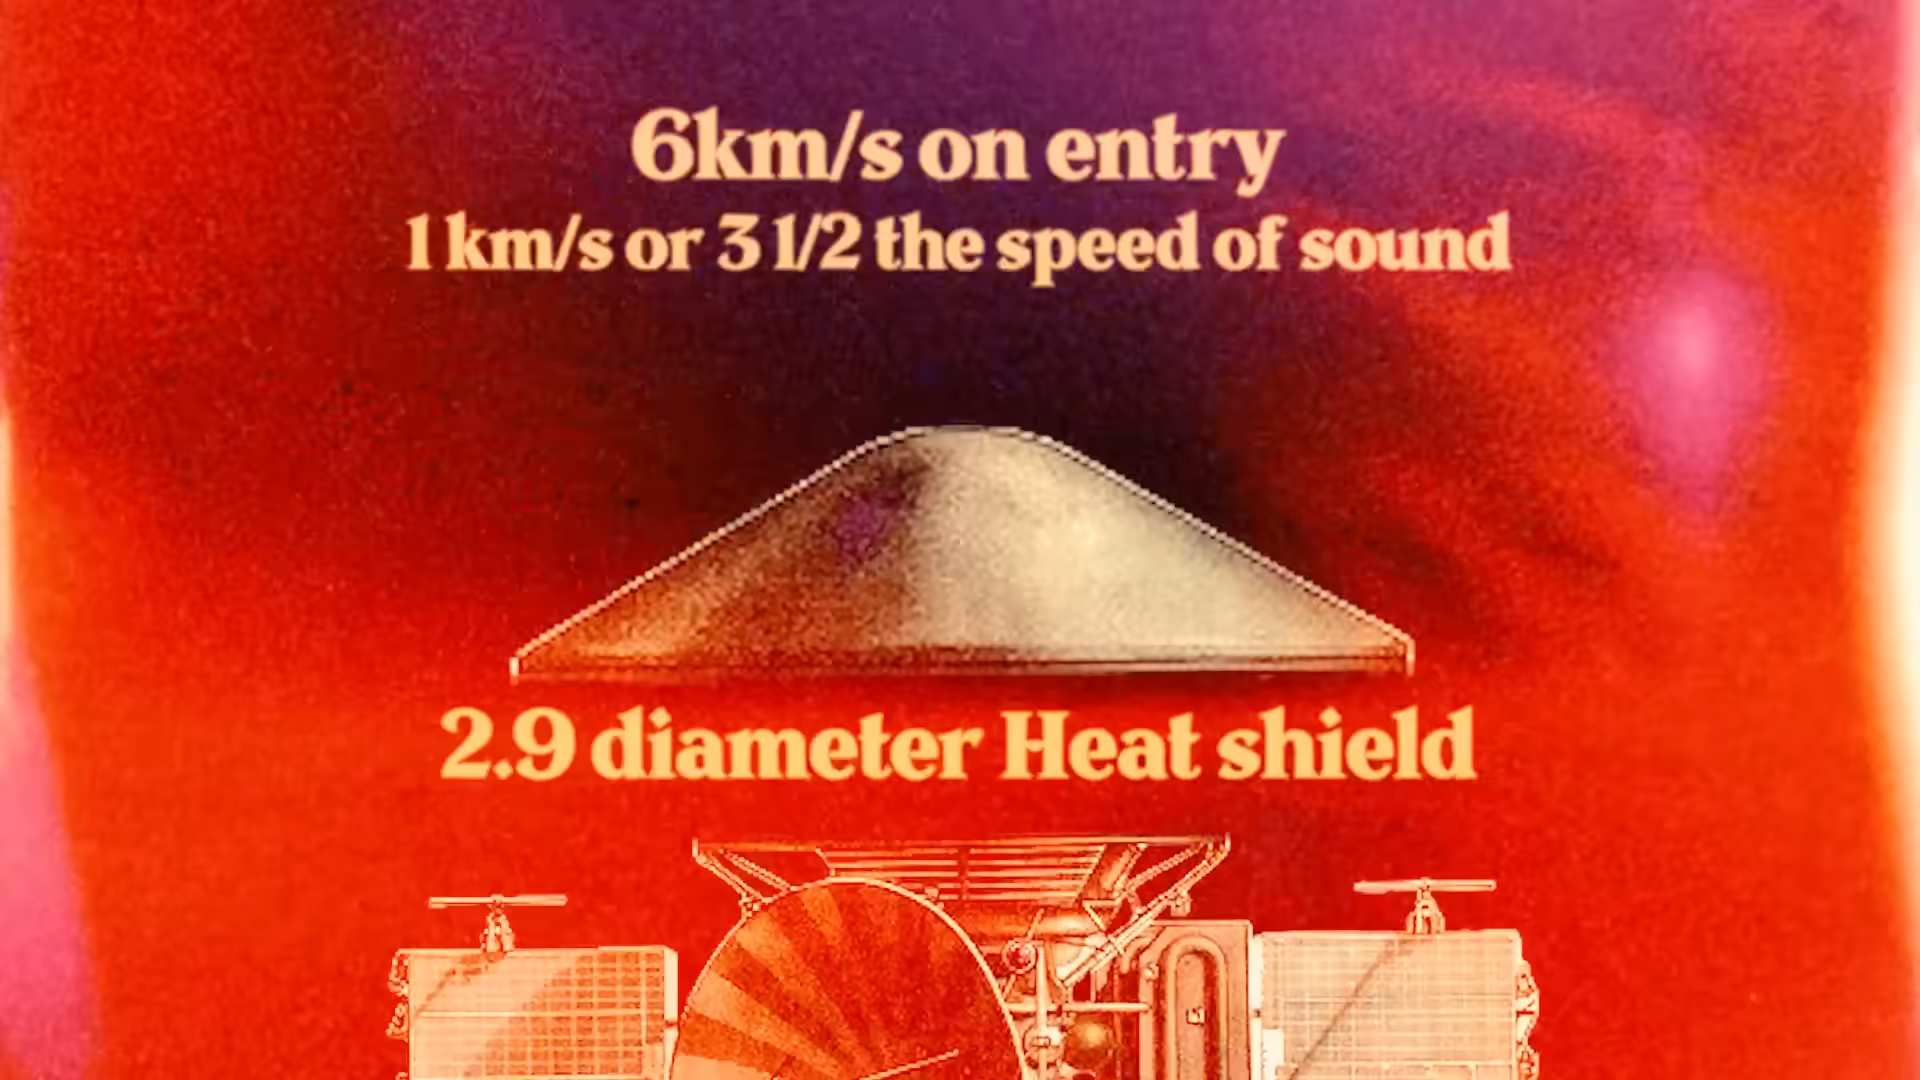 6km/s on entry
1 km/s or 3 1/2 the speed of sound
2.9 diameter Heat shield